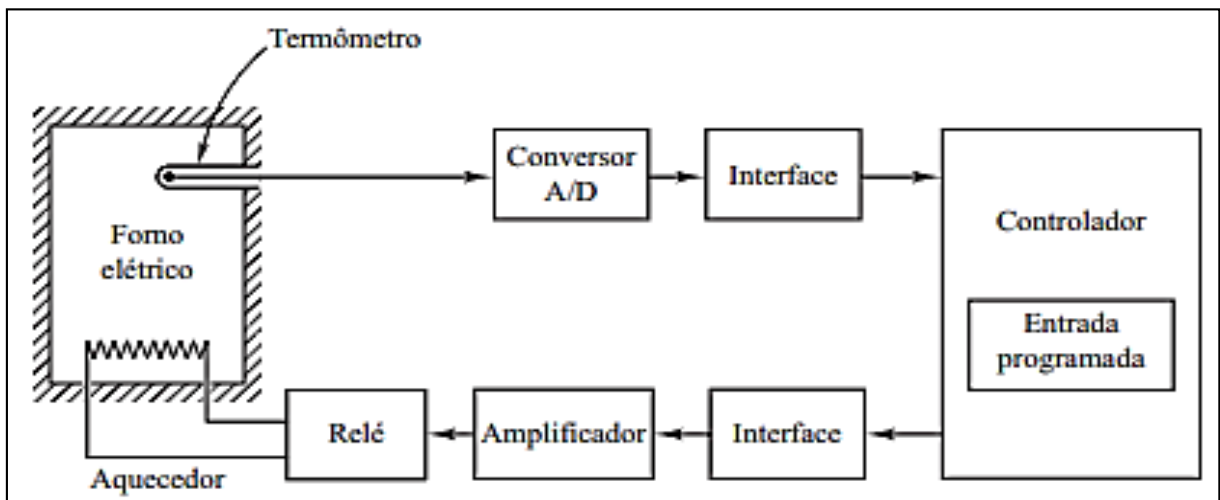 Termômetro
Conversor
A/D
Interface
Controlador
Forno
elétrico
Entrada
programada
Relé
Amplificador
Interface
Aquecedor